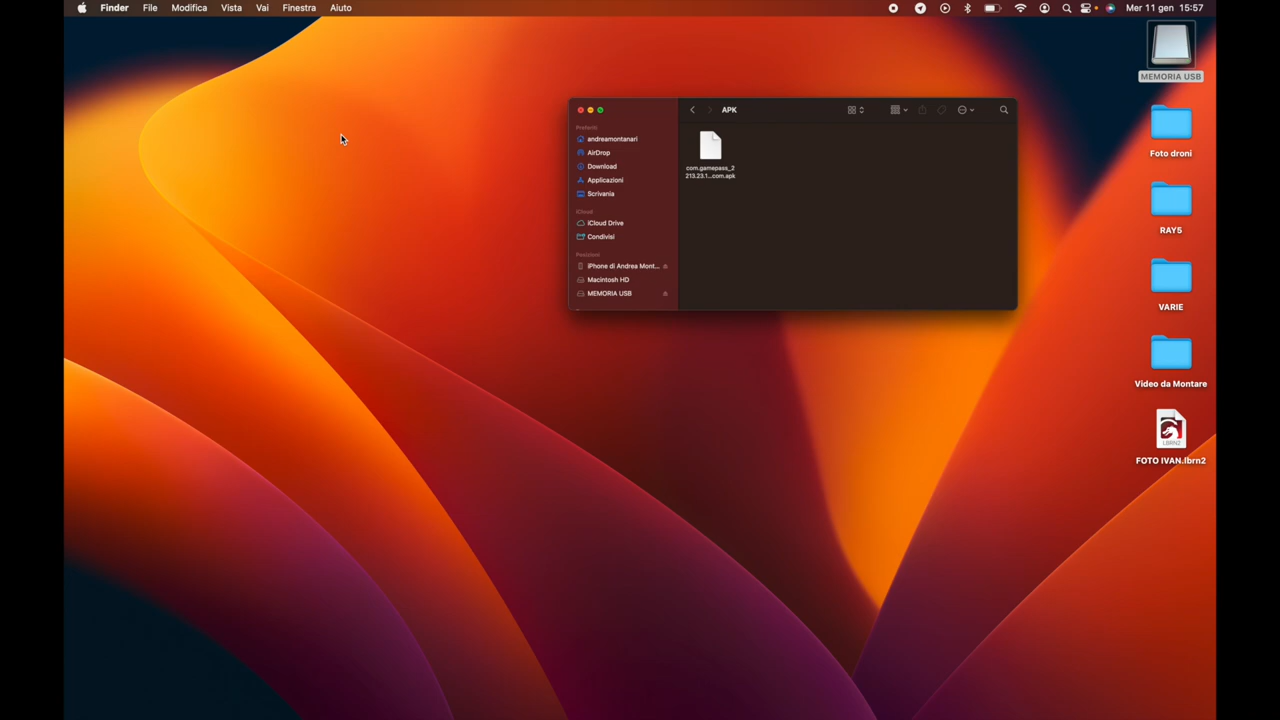 Finder File Modifica Vista Vai Finestra Aiuto Mer 11 gen 15:57
MEMORIA USB
Foto droni
RAY5
VARIE
Video da Montare
LBRN2
FOTO IVAN.lbrn2
APK
Preferiti
andreamontanari
AirDrop
Download
Applicazioni
Scrivania
iCloud
iCloud Drive
Condivisi
Posizioni
iPhone di Andrea Mont...
Macintosh HD
MEMORIA USB
com.gamepass_2
213.23.1...com.apk